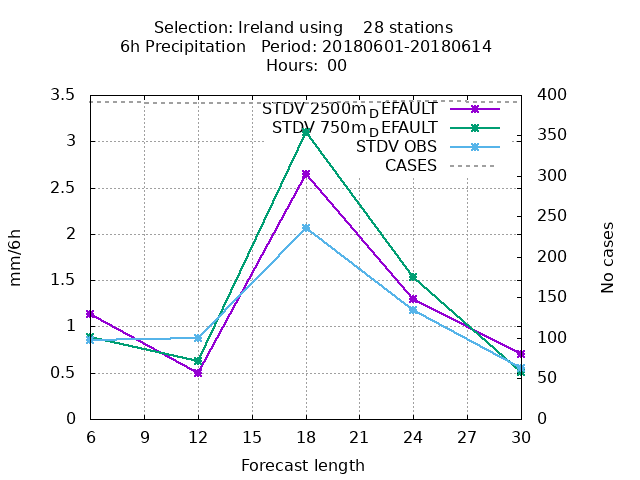 Selection: Ireland using 28 stations
6h Precipitation Period: 20180601-20180614
Hours: 00
3.5
3
2.5
2
1.5
1
0.5
0
mm/6h
STDV 2500m_DEFAULT
STDV 750m_DEFAULT
STDV OBS
CASES
400
350
300
250
200
150
100
50
0
No cases
6 9 12 15 18 21 24 27 30
Forecast length